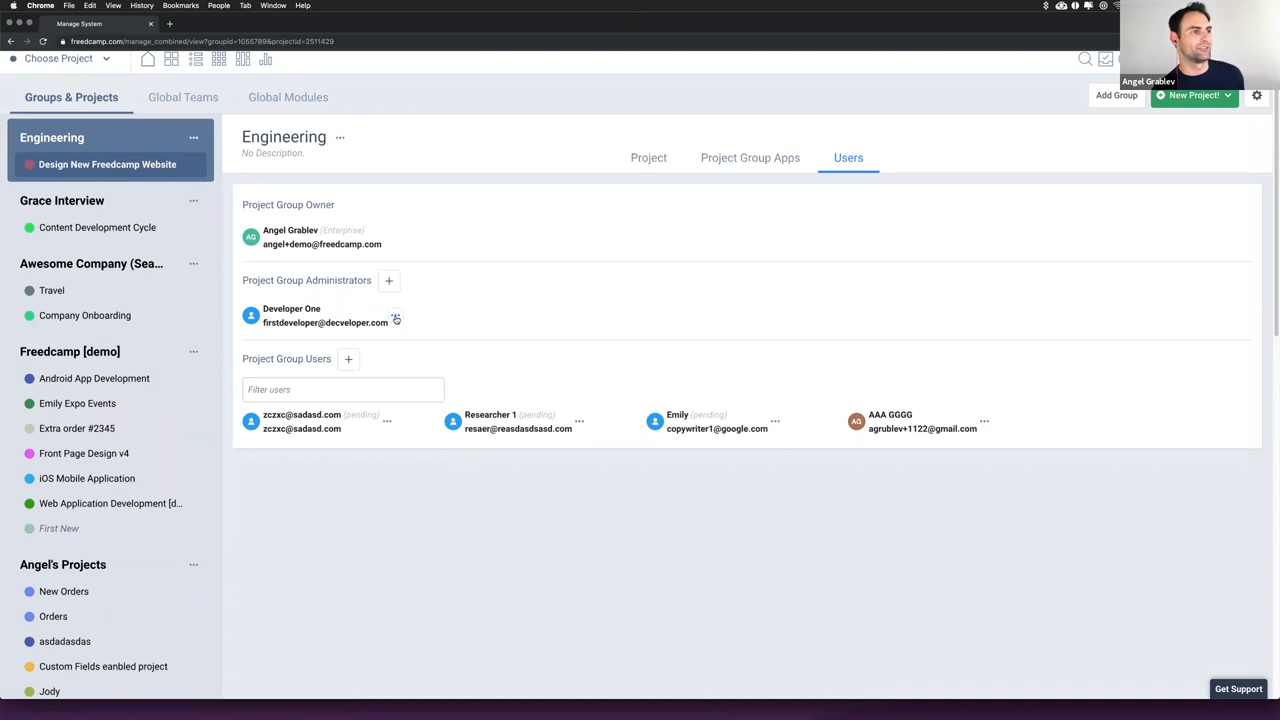 Chrome File Edit View History Bookmarks People Tab Window Help
Manage System
freedcamp.com/manage_combined/view?groupid=1055789&projectid=2511429
Choose Project
Angel Grablev
Groups & Projects Global Teams Global Modules
Add Group New Project!
Engineering
Design New Freedcamp Website
Grace Interview
Content Development Cycle
Awesome Company (Sea...
Travel
Company Onboarding
Freedcamp [demo]
Android App Development
Emily Expo Events
Extra order #2345
Front Page Design v4
iOS Mobile Application
Web Application Development [d...
First New
Angel's Projects
New Orders
Orders
asdadasdas
Custom Fields eanbled project
Jody
Engineering
No Description.
Project Project Group Apps Users
Project Group Owner
AG
Angel Grablev (Enterprise)
angel+demo@freedcamp.com
Project Group Administrators
Developer One
firstdeveloper@decveloper.com
Project Group Users
Filter users
zczxc@sadasd.com (pending)
zczxc@sadasd.com
Researcher 1 (pending)
resaer@reasdasdsasd.com
Emily (pending)
copywriter1@google.com
AG
AAA GGGG
agrublev+1122@gmail.com
Get Support